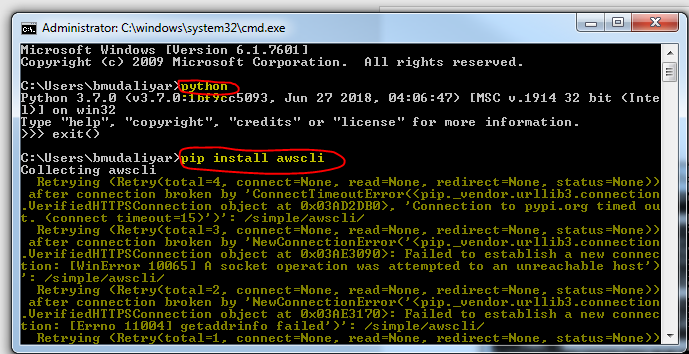 Administrator: C:\windows\system32\cmd.exe
Microsoft Windows [Version 6.1.7601]
Copyright (c) 2009 Microsoft Corporation.  All rights reserved.
C:\Users\bmudaliyar>python
Python 3.7.0 (v3.7.0:1bf9cc5093, Jun 27 2018, 04:06:47) [MSC v.1914 32 bit (Inte
l)] on win32
Type "help", "copyright", "credits" or "license" for more information.
>>> exit()
C:\Users\bmudaliyar>pip install awscli
Collecting awscli
  Retrying (Retry(total=4, connect=None, read=None, redirect=None, status=None))
 after connection broken by 'ConnectTimeoutError(<pip._vendor.urllib3.connection
.VerifiedHTTPSConnection object at 0x03AD2DB0>, 'Connection to pypi.org timed ou
t. (connect timeout=15)')': /simple/awscli/
  Retrying (Retry(total=3, connect=None, read=None, redirect=None, status=None))
 after connection broken by 'NewConnectionError('<pip._vendor.urllib3.connection
.VerifiedHTTPSConnection object at 0x03AE3090>: Failed to establish a new connec
tion: [WinError 10065] A socket operation was attempted to an unreachable host')
': /simple/awscli/
  Retrying (Retry(total=2, connect=None, read=None, redirect=None, status=None))
 after connection broken by 'NewConnectionError('<pip._vendor.urllib3.connection
.VerifiedHTTPSConnection object at 0x03AE3170>: Failed to establish a new connec
tion: [Errno 11004] getaddrinfo failed')': /simple/awscli/
  Retrying (Retry(total=1, connect=None, read=None, redirect=None, status=None))